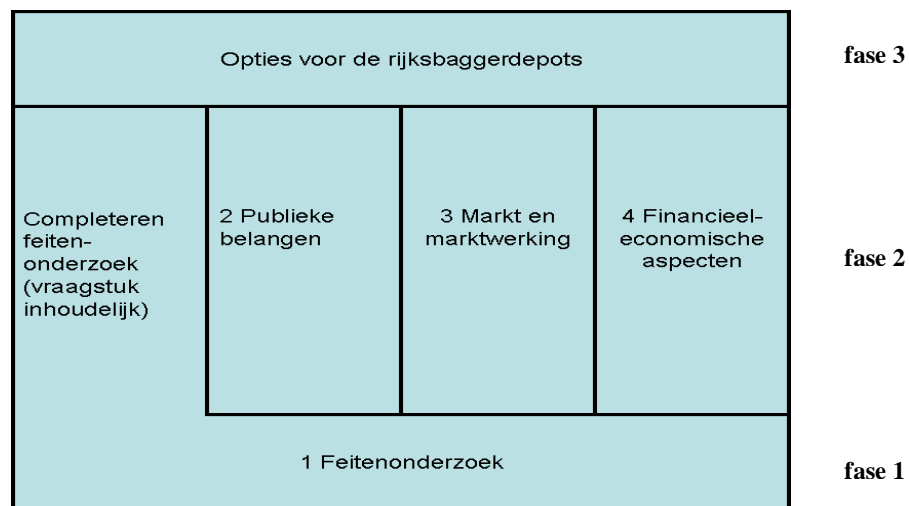 Opties voor de rijksbaggerdepots
fase 3
Completeren
feiten-
onderzoek
(vraagstuk
inhoudelijk)
2 Publieke
belangen
3 Markt en
marktwerking
4 Financieel-
economische
aspecten
fase 2
1 Feitenonderzoek
fase 1